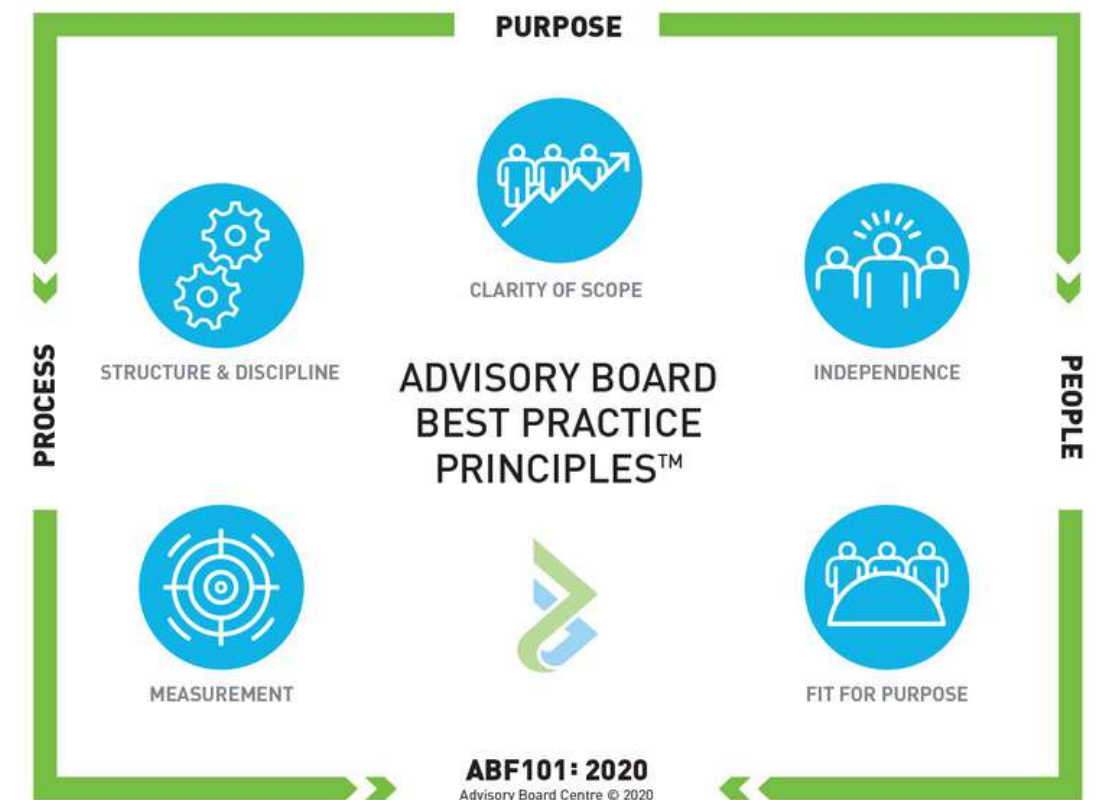 PURPOSE
CLARITY OF SCOPE
STRUCTURE & DISCIPLINE
INDEPENDENCE
PROCESS
ADVISORY BOARD
BEST PRACTICE
PRINCIPLES™
PEOPLE
MEASUREMENT
FIT FOR PURPOSE
ABF101: 2020
Advisory Board Centre © 2020